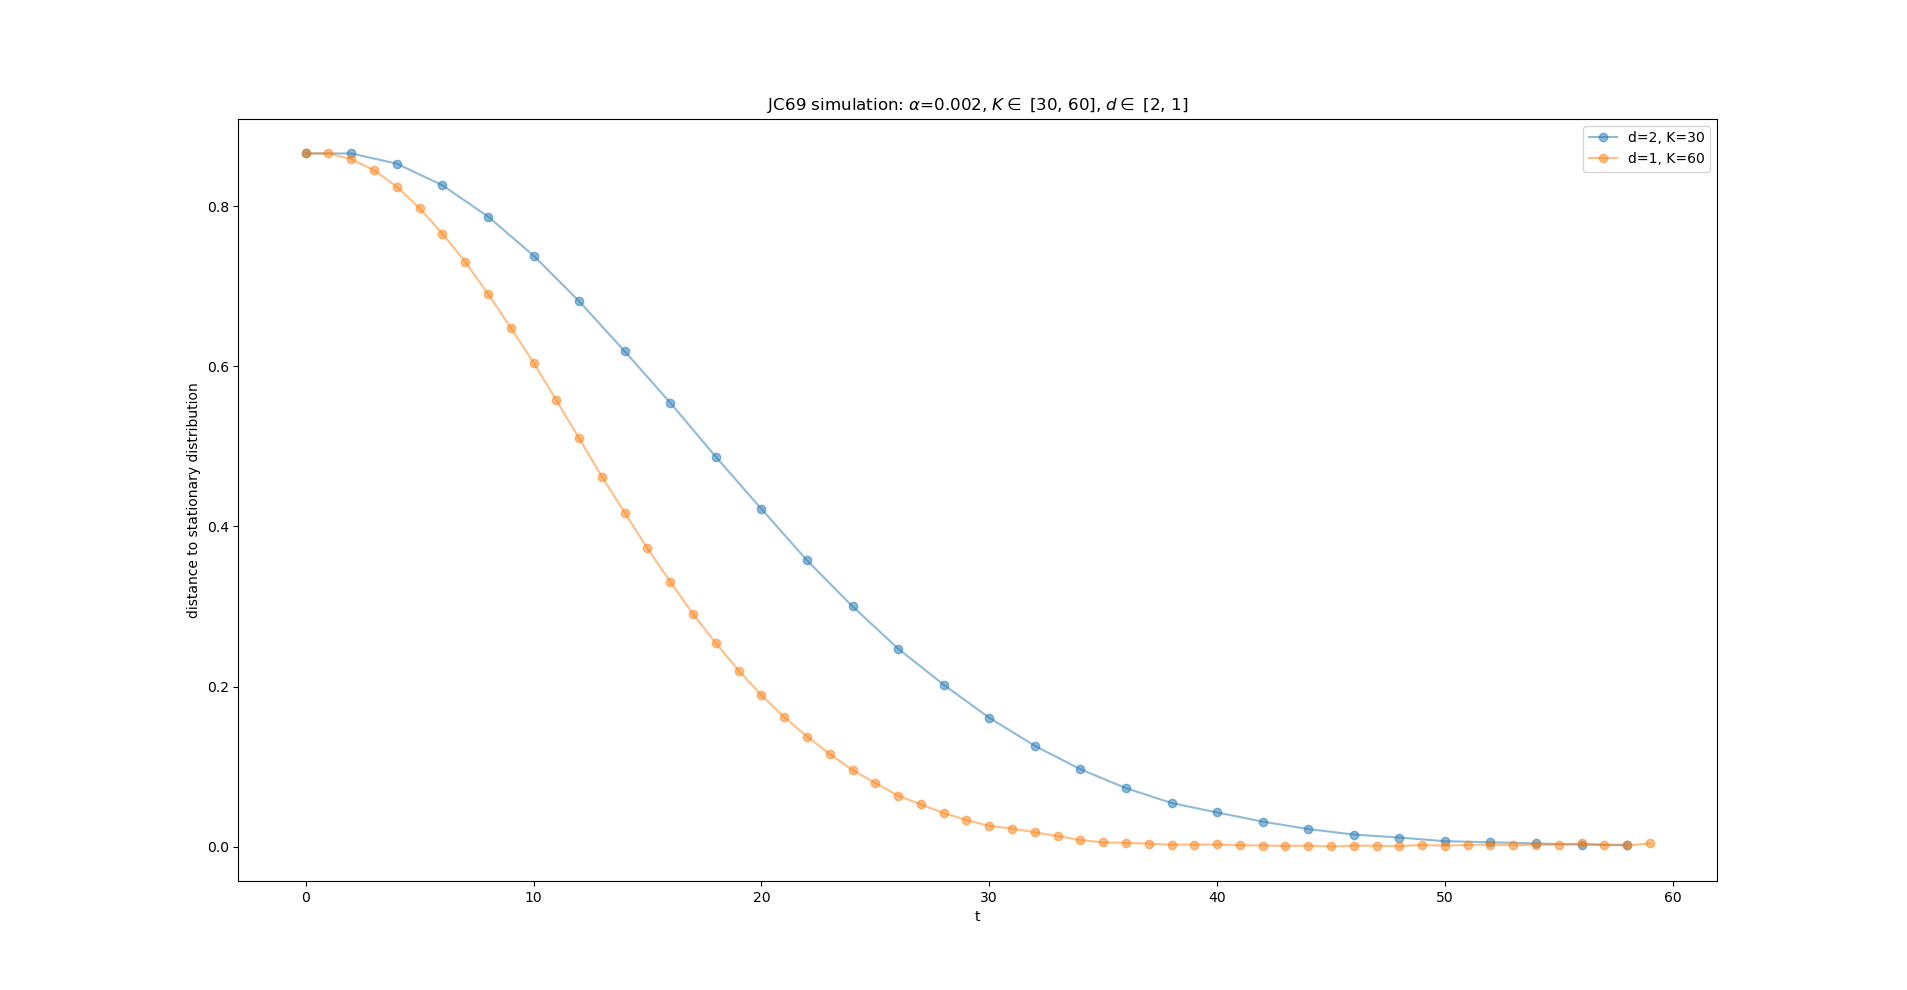 JC69 simulation: α=0.002, K∈ [30, 60], d∈ [2, 1]
d=2, K=30
d=1, K=60
distance to stationary distribution
0.8
0.6
0.4
0.2
0.0
0 10 20 30 40 50 60
t